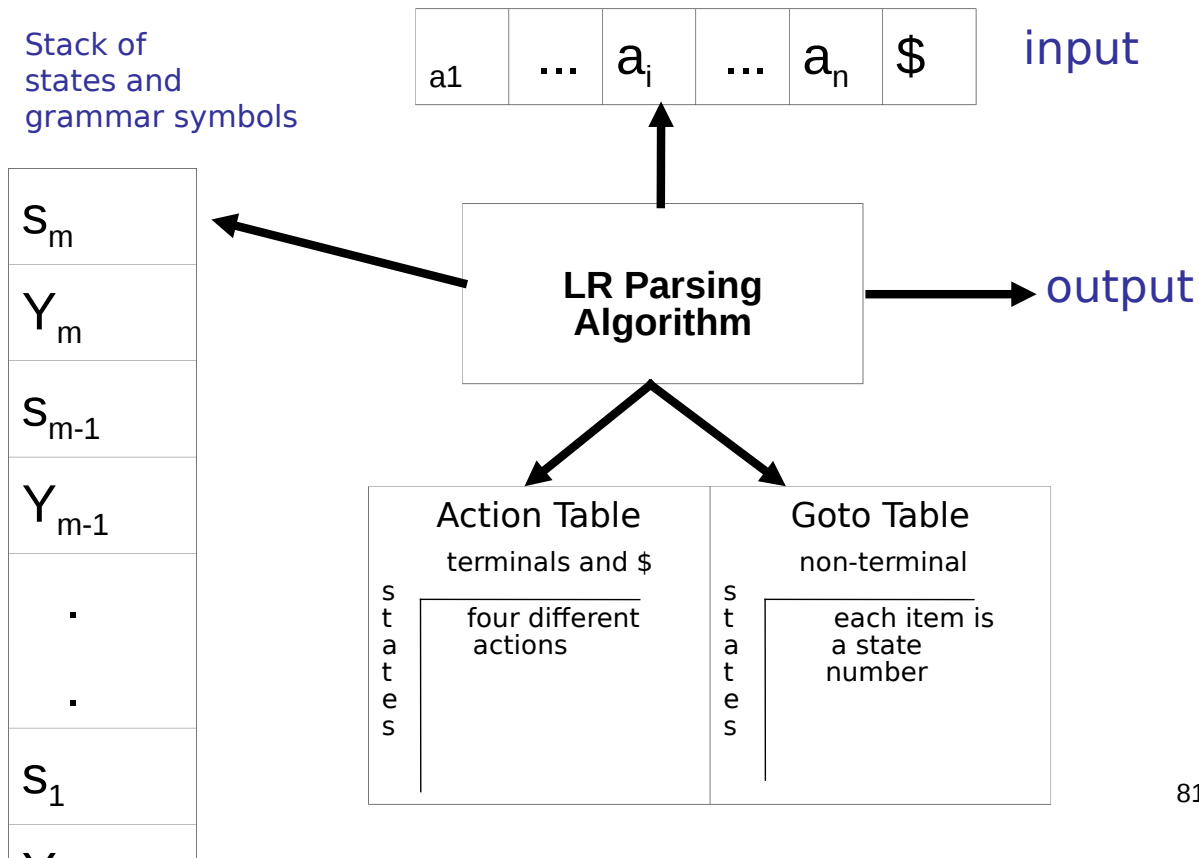 Stack of
states and
grammar symbols
a1 ... aᵢ ... aₙ $
input
sₘ
Yₘ
sₘ₋₁
Yₘ₋₁
.
.
s₁
LR Parsing
Algorithm
output
Action Table
terminals and $
states
four different
actions
Goto Table
non-terminal
states
each item is
a state
number
81